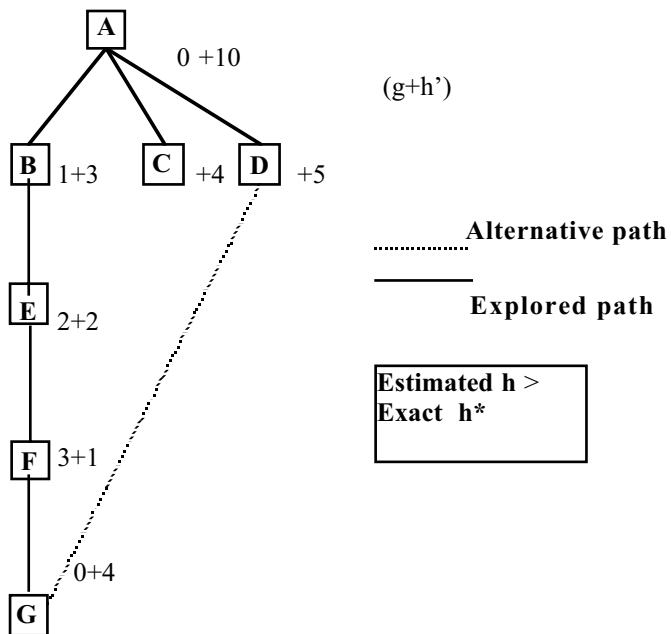 A
0 +10
(g+h’)
B
1+3
C
+4
D
+5
Alternative path
Explored path
E
2+2
Estimated h >
Exact h*
F
3+1
0+4
G